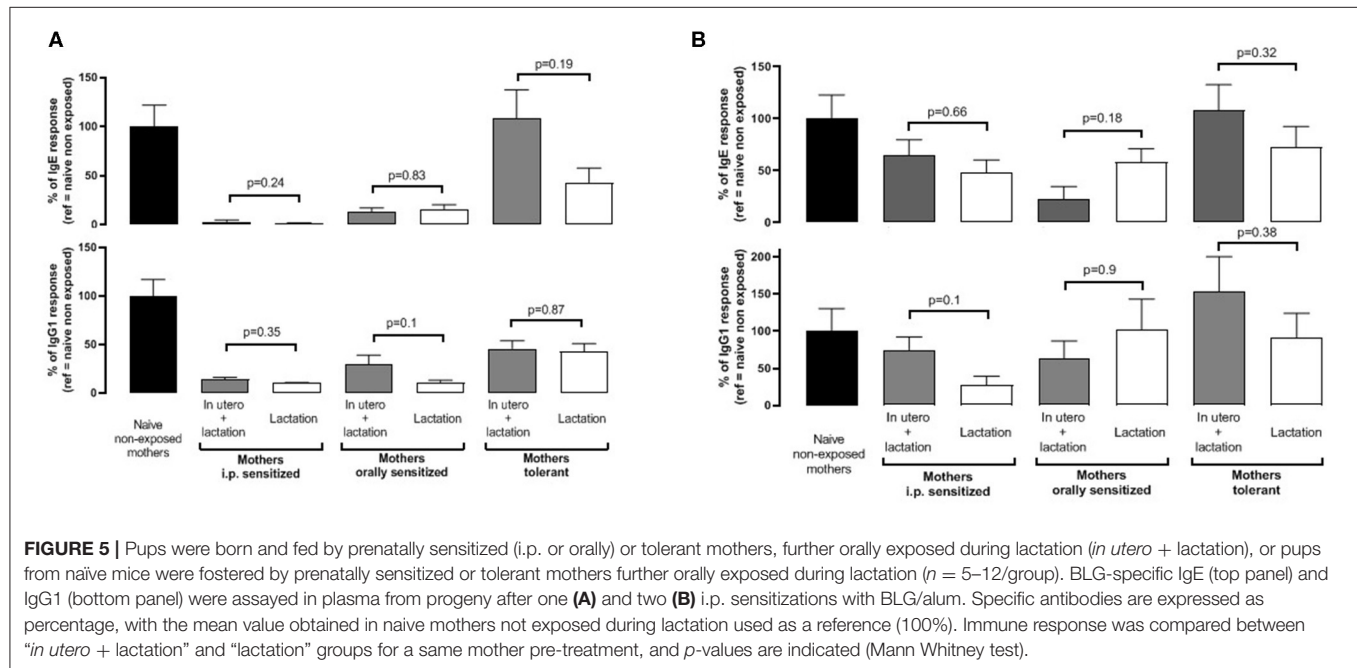 A
% of IgE response
(ref = naive non exposed)
150
100
50
0
p=0.24
p=0.83
p=0.19
% of IgG1 response
(ref = naive non exposed)
150
100
50
0
p=0.35
p=0.1
p=0.87
Naive
non-exposed
mothers
In utero
+
lactation
Lactation
In utero
+
lactation
Lactation
In utero
+
lactation
Lactation
Mothers
i.p. sensitized
Mothers
orally sensitized
Mothers
tolerant
B
% of IgE response
(ref = naive non exposed)
150
100
50
0
p=0.66
p=0.18
p=0.32
% of IgG1 response
(ref = naive non exposed)
200
150
100
50
0
p=0.1
p=0.9
p=0.38
Naive
non-exposed
mothers
In utero
+
lactation
Lactation
In utero
+
lactation
Lactation
In utero
+
lactation
Lactation
Mothers
i.p. sensitized
Mothers
orally sensitized
Mothers
tolerant
FIGURE 5 | Pups were born and fed by prenatally sensitized (i.p. or orally) or tolerant mothers, further orally exposed during lactation (in utero + lactation), or pups
from naïve mice were fostered by prenatally sensitized or tolerant mothers further orally exposed during lactation (n = 5–12/group). BLG-specific IgE (top panel) and
IgG1 (bottom panel) were assayed in plasma from progeny after one (A) and two (B) i.p. sensitizations with BLG/alum. Specific antibodies are expressed as
percentage, with the mean value obtained in naive mothers not exposed during lactation used as a reference (100%). Immune response was compared between
“in utero + lactation” and “lactation” groups for a same mother pre-treatment, and p-values are indicated (Mann Whitney test).